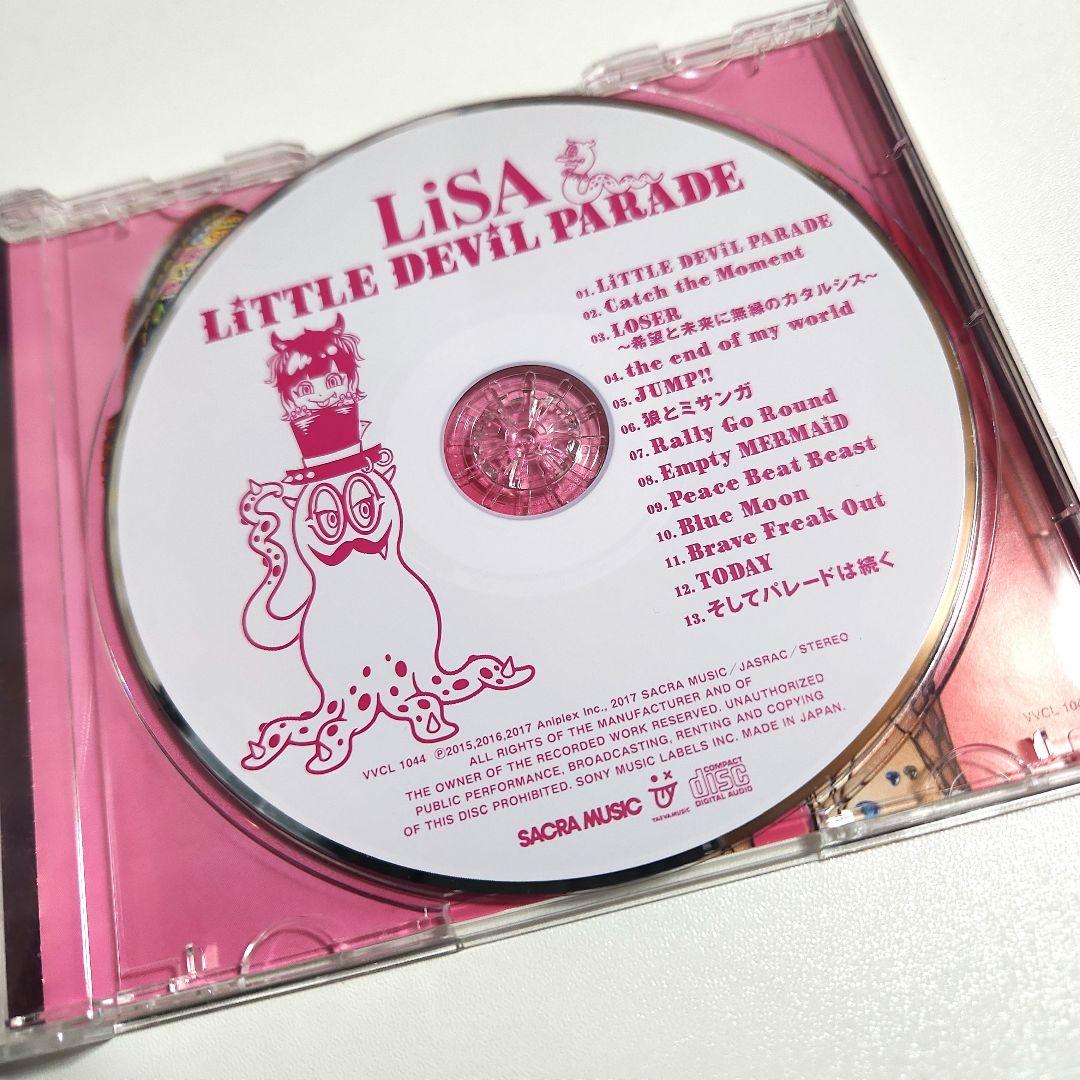 LiSA
LiTTLE DEViL PARADE
01. LiTTLE DEViL PARADE
02. Catch the Moment
03. LOSER
～希望と未来に無縁のカタルシス～
04. the end of my world
05. JUMP!!
06. 狼とミサンガ
07. Rally Go Round
08. Empty MERMAiD
09. Peace Beat Beast
10. Blue Moon
11. Brave Freak Out
12. TODAY
13. そしてパレードは続く
VVCL 1044 Ⓟ2015,2016,2017 Aniplex Inc., 2017 SACRA MUSIC／JASRAC／STEREO
ALL RIGHTS OF THE MANUFACTURER AND OF
THE OWNER OF THE RECORDED WORK RESERVED. UNAUTHORIZED
PUBLIC PERFORMANCE, BROADCASTING, RENTING AND COPYING
OF THIS DISC PROHIBITED. SONY MUSIC LABELS INC. MADE IN JAPAN.
SACRA MUSIC
TAIYA MUSIC
COMPACT
disc
DIGITAL AUDIO
VVCL 104